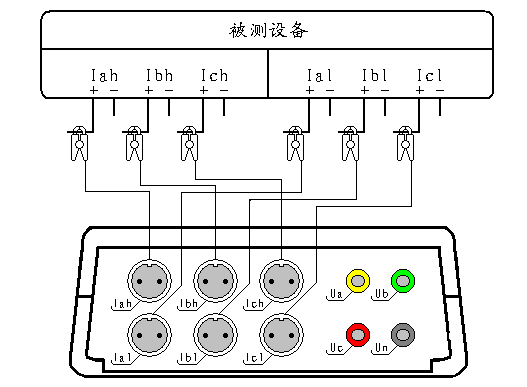 被测设备
Iah Ibh Ich Ial Ibl Icl
+ − + − + − + − + − + −
Iah Ibh Ich Ua Ub
Ial Ibl Icl Uc Un